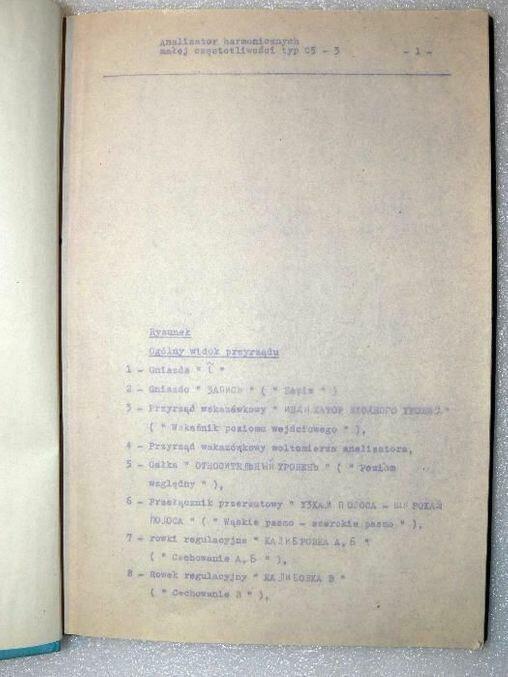 Analizator harmonicznych
małej częstotliwości typ C5 - 3 - 1 -
Rysunek
Ogólny widok przyrządu
1 - Gniazda " "
2 - Gniazdo " ЗАПИСЬ " ( " Zapis " )
3 - Przyrząd wskazówkowy " ИНДИКАТОР ВХОДНОГО УРОВНЯ "
( " Wskaźnik poziomu wejściowego " ),
4 - Przyrząd wskazówkowy woltomierza analizatora,
5 - Gałka " ОТНОСИТЕЛЬНЫЙ УРОВЕНЬ " ( " Poziom
względny " ),
6 - Przełącznik przerzutowy " УЗКАЯ ПОЛОСА - ШИРОКАЯ
ПОЛОСА " ( " Wąskie pasmo - szerokie pasmo " ),
7 - rowki regulacyjne " КАЛИБРОВКА А, Б "
( " Cechowanie А, Б " ),
8 - Rowek regulacyjny " В "
( " Cechowanie В " ),